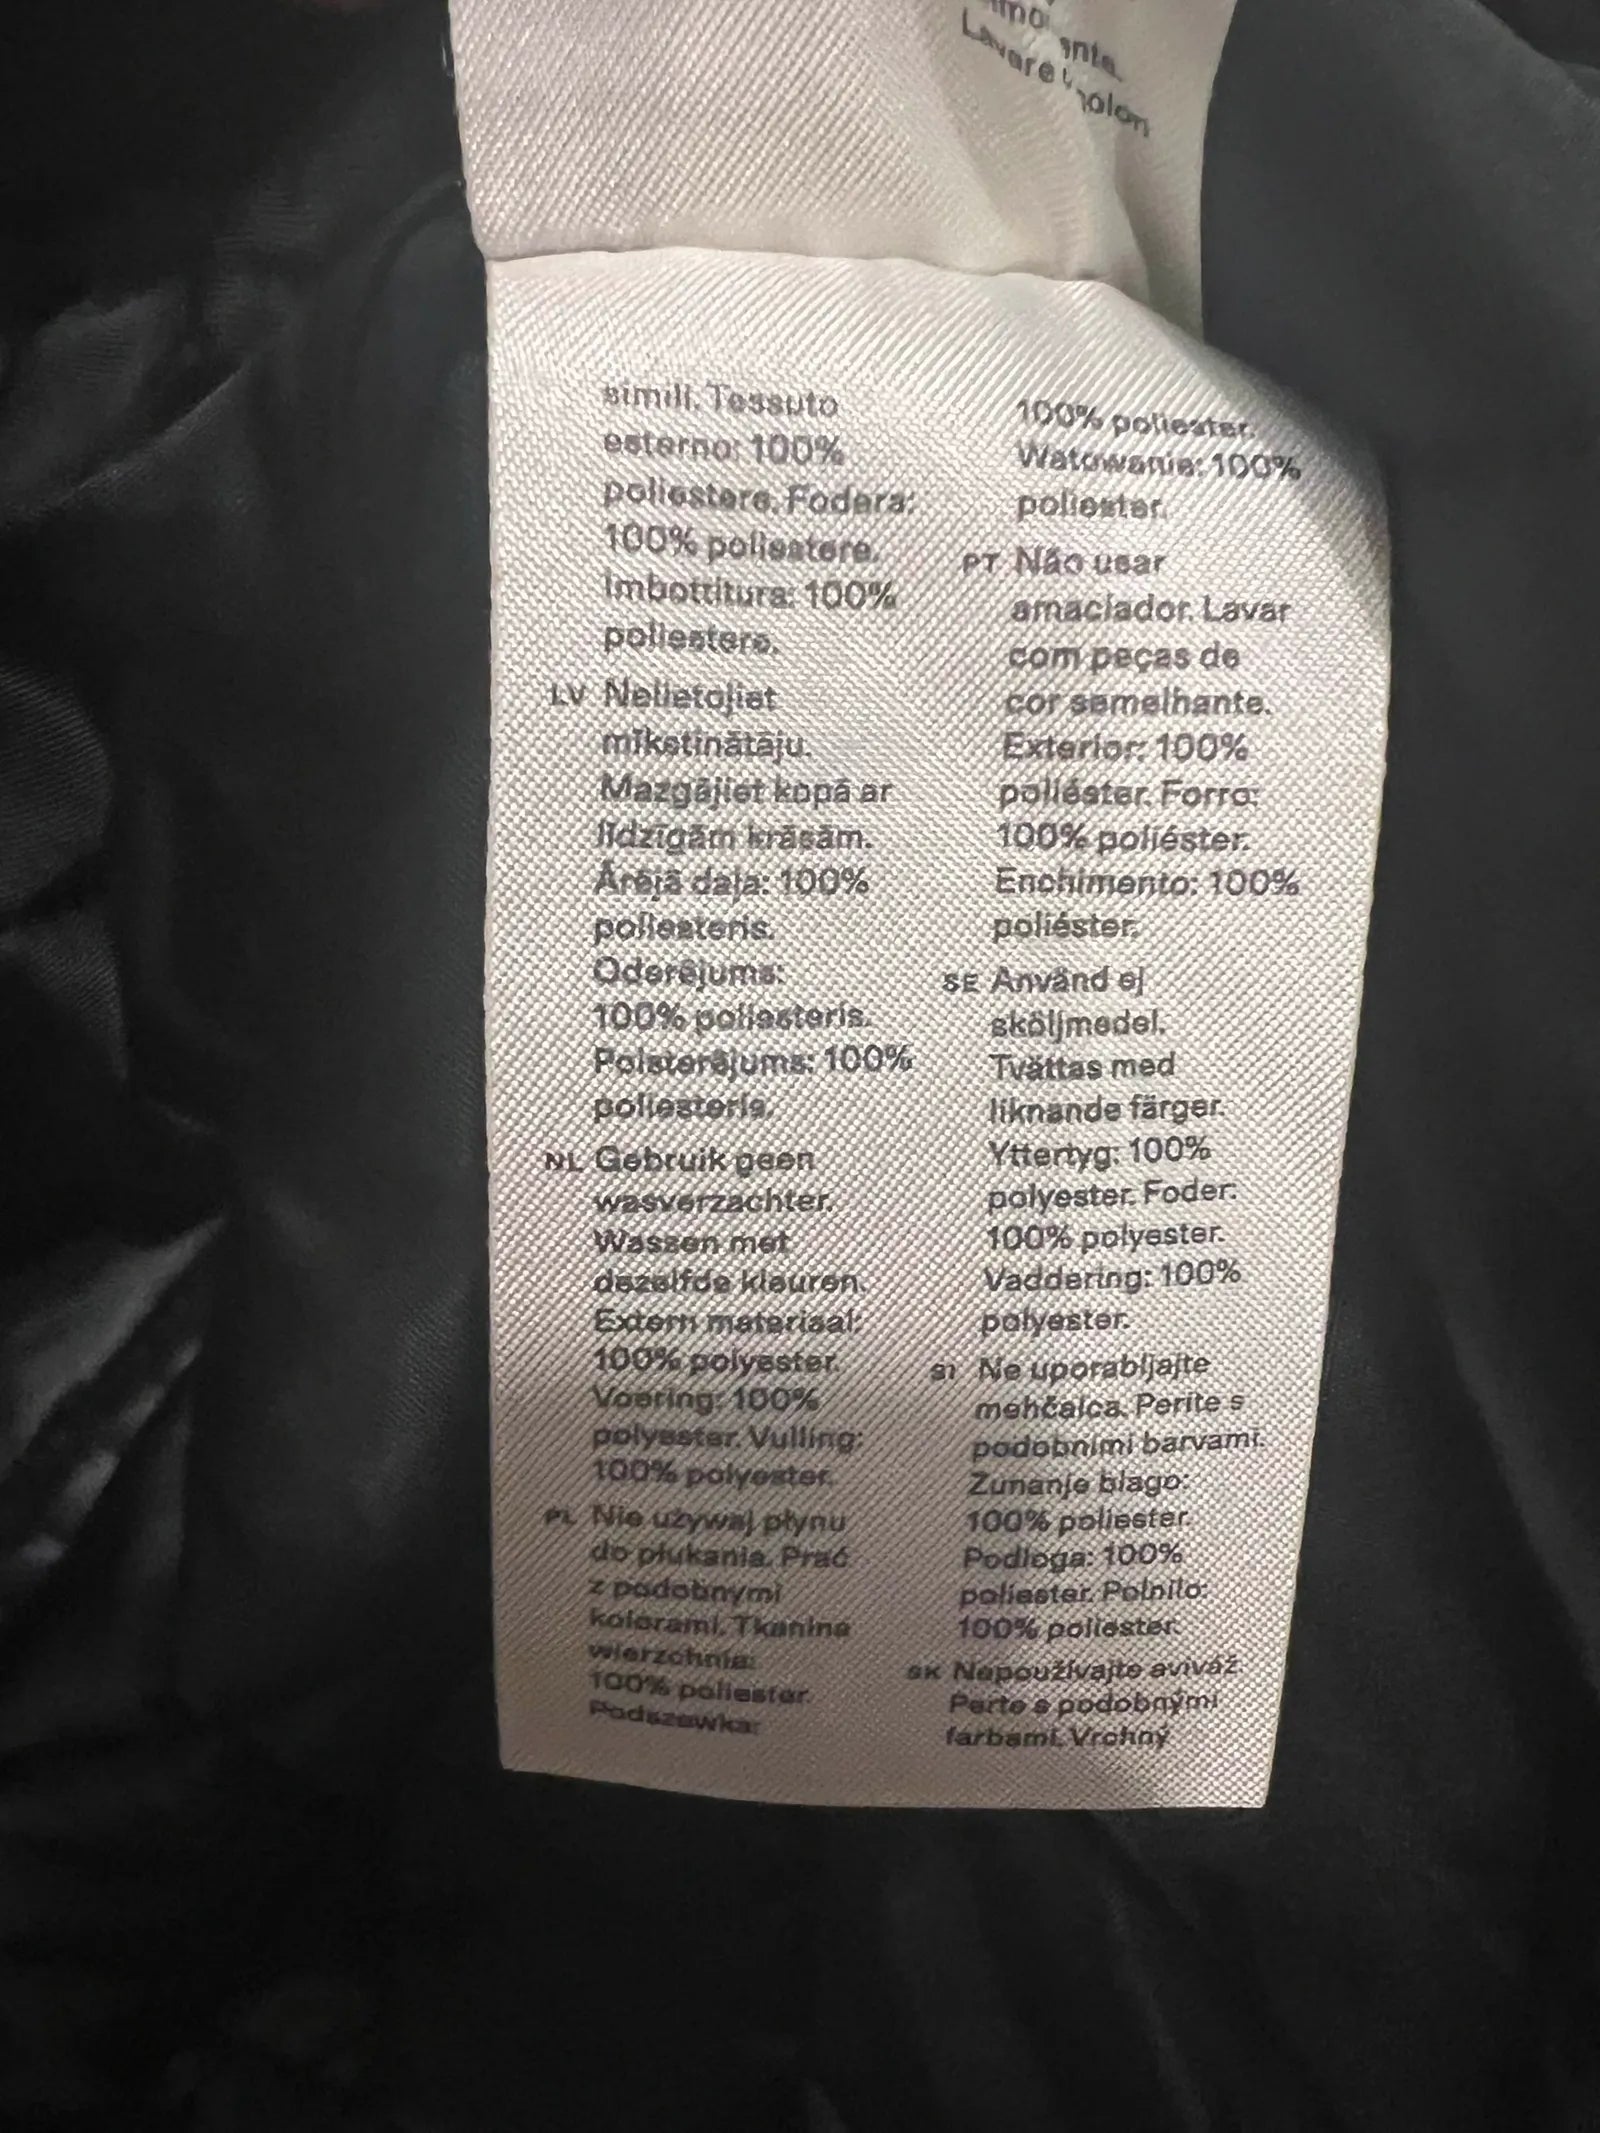 Lavare
simili. Tessuto
esterno: 100%
poliestere. Fodera:
100% poliestere.
Imbottitura: 100%
poliestere.
LV Nelietojiet
mīkstinātāju.
Mazgājiet kopā ar
līdzīgām krāsām.
Ārējā daļa: 100%
poliesteris.
Oderējums:
100% poliesteris.
Polsterējums: 100%
poliesteris.
NL Gebruik geen
wasverzachter.
Wassen met
dezelfde kleuren.
Extern materiaal:
100% polyester.
Voering: 100%
polyester. Vulling:
100% polyester.
PL Nie używaj płynu
do płukania. Prać
z podobnymi
kolorami. Tkanina
wierzchnia:
100% poliester.
Podszewka:
100% poliester.
Watowanie: 100%
poliester.
PT Não usar
amaciador. Lavar
com peças de
cor semelhante.
Exterior: 100%
poliéster. Forro:
100% poliéster.
Enchimento: 100%
poliéster.
SE Använd ej
sköljmedel.
Tvättas med
liknande färger.
Yttertyg: 100%
polyester. Foder:
100% polyester.
Vaddering: 100%
polyester.
SI Ne uporabljajte
mehčalca. Perite s
podobnimi barvami.
Zunanje blago:
100% poliester.
Podloga: 100%
poliester. Polnilo:
100% poliester.
SK Nepoužívajte aviváž.
Perte s podobnými
farbami. Vrchný